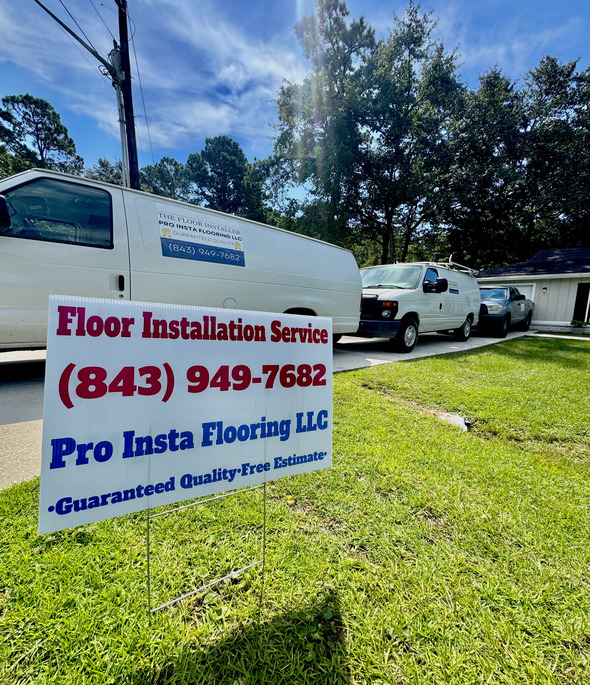 THE FLOOR INSTALLER
PRO INSTA FLOORING LLC
GUARANTEED QUALITY
(843) 949-7682
Floor Installation Service
(843) 949-7682
Pro Insta Flooring LLC
•Guaranteed Quality•Free Estimate•